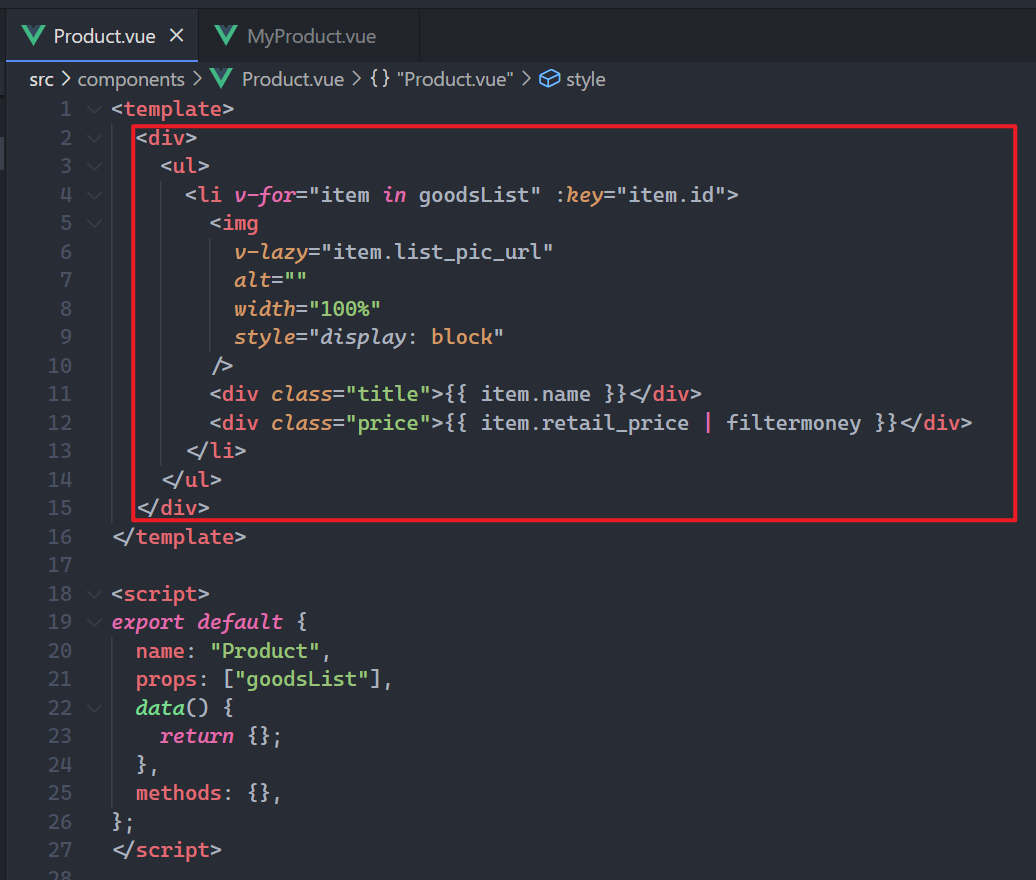 Product.vue × MyProduct.vue
src > components > Product.vue > {} "Product.vue" > style
1 <template>
2 <div>
3 <ul>
4 <li v-for="item in goodsList" :key="item.id">
5 <img
6 v-lazy="item.list_pic_url"
7 alt=""
8 width="100%"
9 style="display: block"
10 />
11 <div class="title">{{ item.name }}</div>
12 <div class="price">{{ item.retail_price | filtermoney }}</div>
13 </li>
14 </ul>
15 </div>
16 </template>
17
18 <script>
19 export default {
20 name: "Product",
21 props: ["goodsList"],
22 data() {
23 return {};
24 },
25 methods: {},
26 };
27 </script>
28